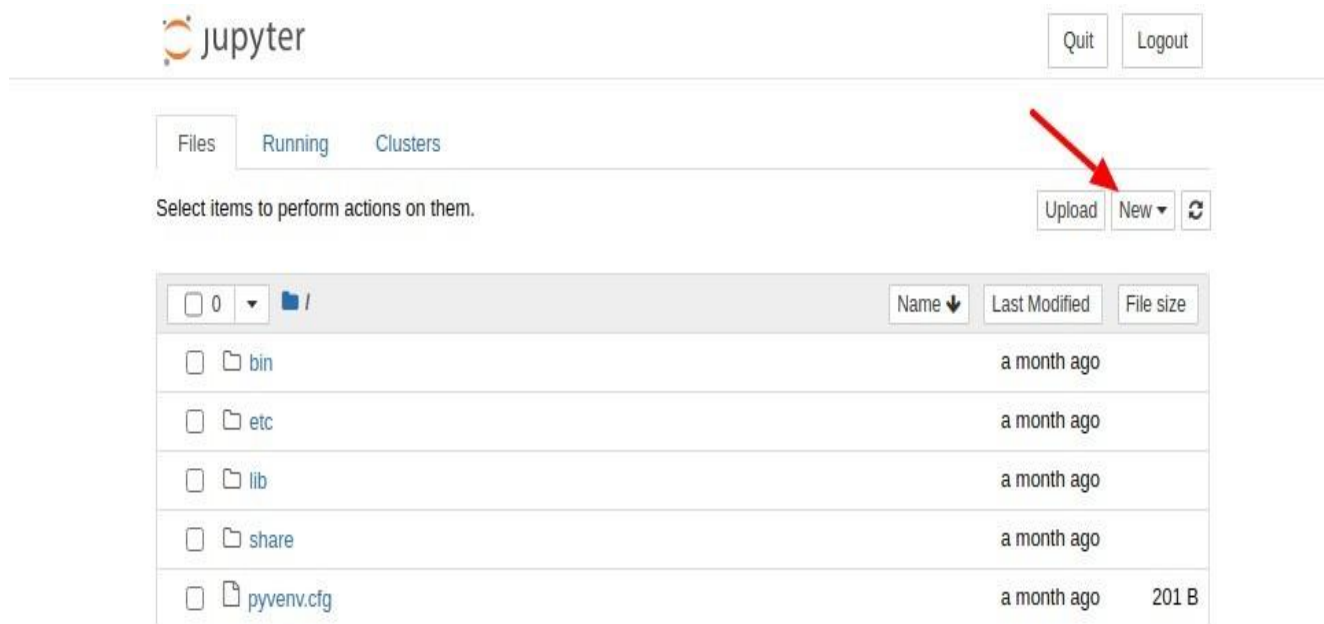 jupyter Quit Logout
Files Running Clusters
Select items to perform actions on them. Upload New
0 / Name Last Modified File size
bin a month ago
etc a month ago
lib a month ago
share a month ago
pyvenv.cfg a month ago 201 B